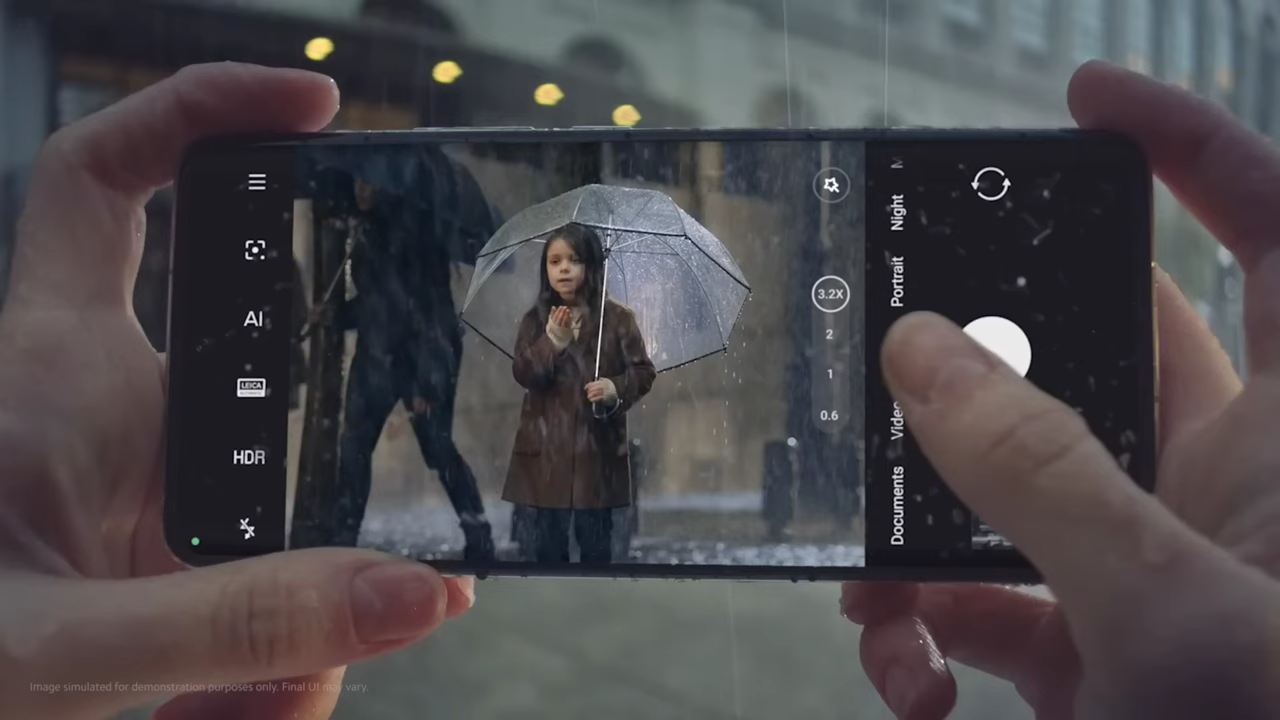 AI
LEICA
HDR
3.2X
2
1
0.6
M
Night
Portrait
Video
Documents
Image simulated for demonstration purposes only. Final UI may vary.